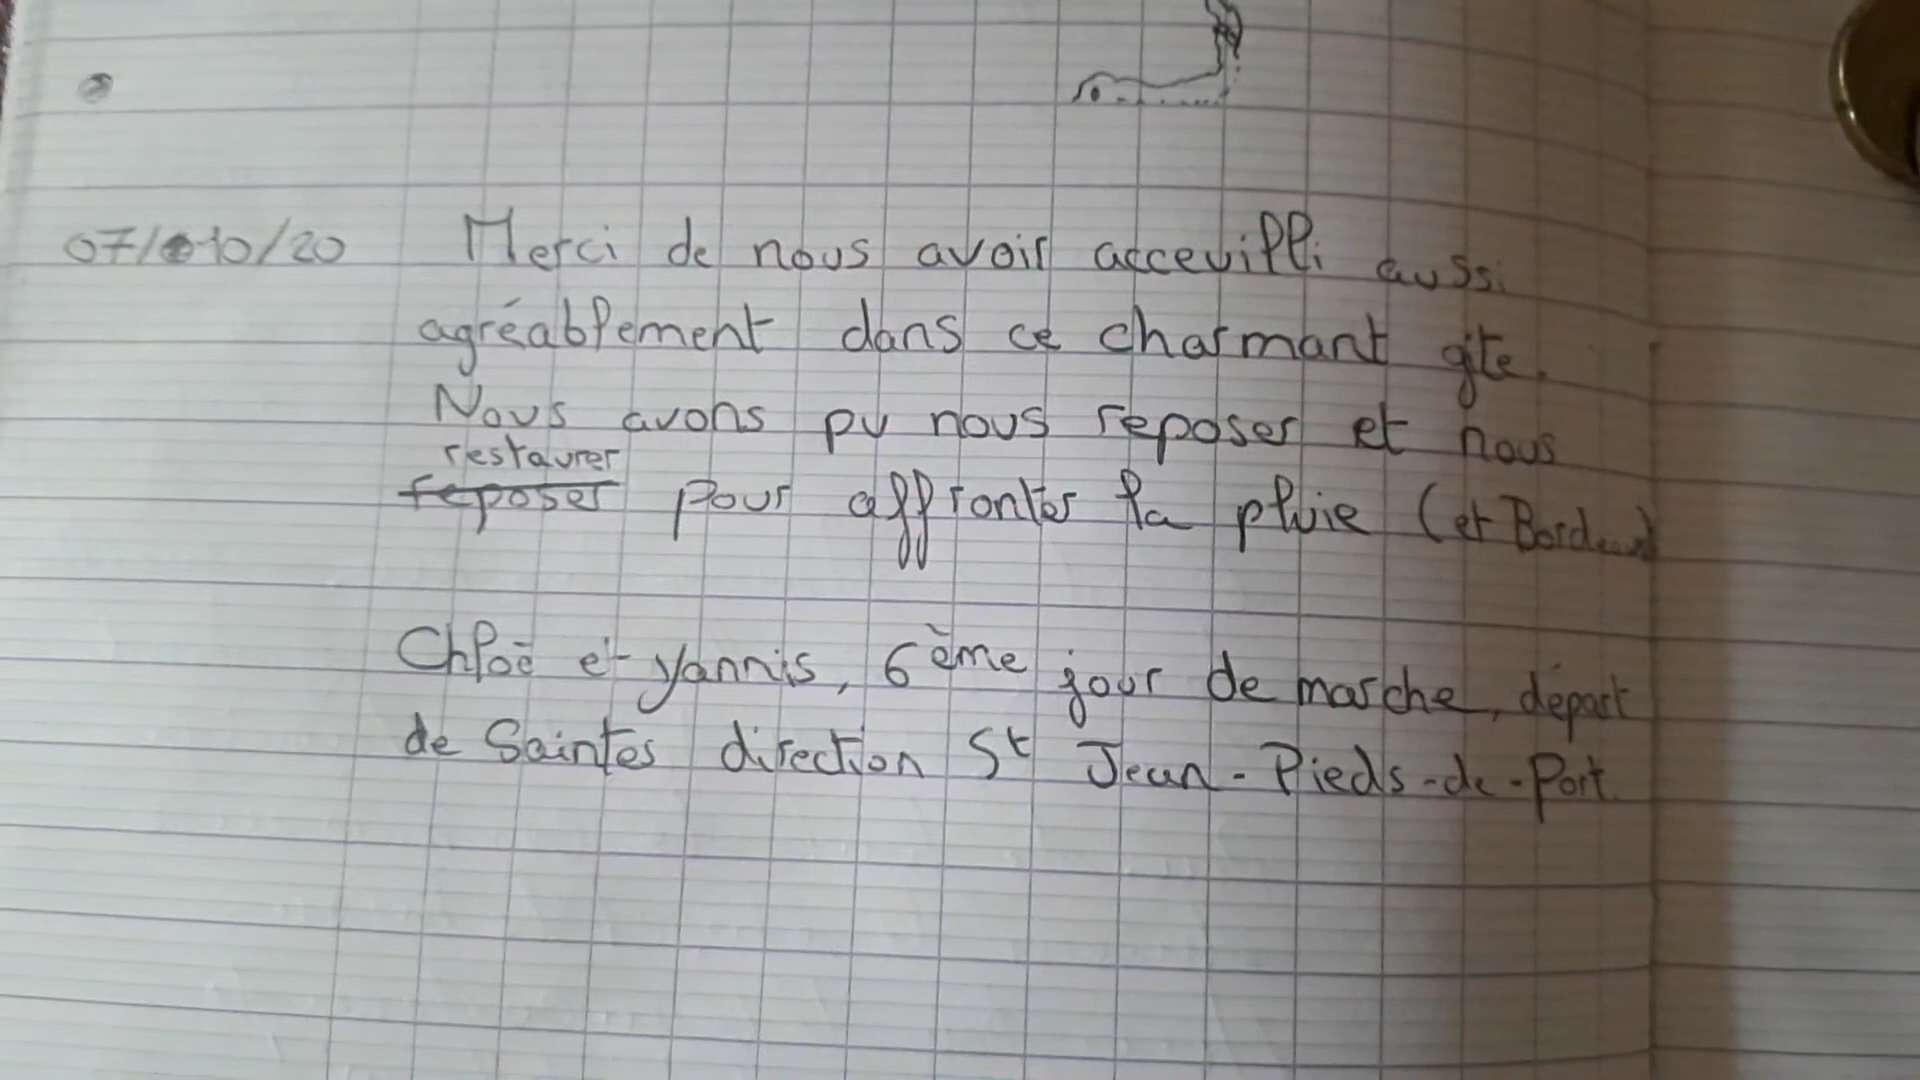 07/10/20 Merci de nous avoir acceuilli aussi
agréablement dans ce charmant gîte.
Nous avons pu nous reposer et nous
restaurer
reposer pour affronter la pluie (et Bordeaux)
Chloë et Yannis, 6ème jour de marche, départ
de Saintes direction St Jean-Pieds-de-Port.